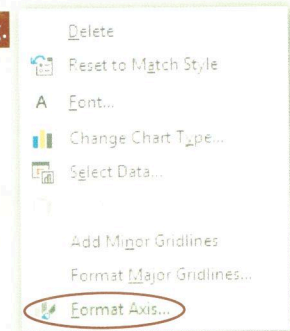 Delete
Reset to Match Style
A Font...
Change Chart Type...
Select Data...
Add Minor Gridlines
Format Major Gridlines...
Format Axis...